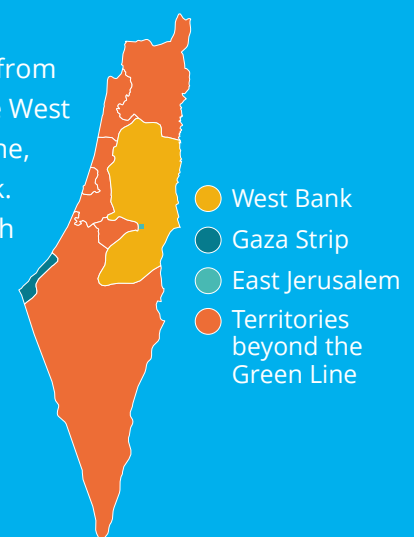 from
West
ne,
k.
h
West Bank
Gaza Strip
East Jerusalem
Territories
beyond the
Green Line